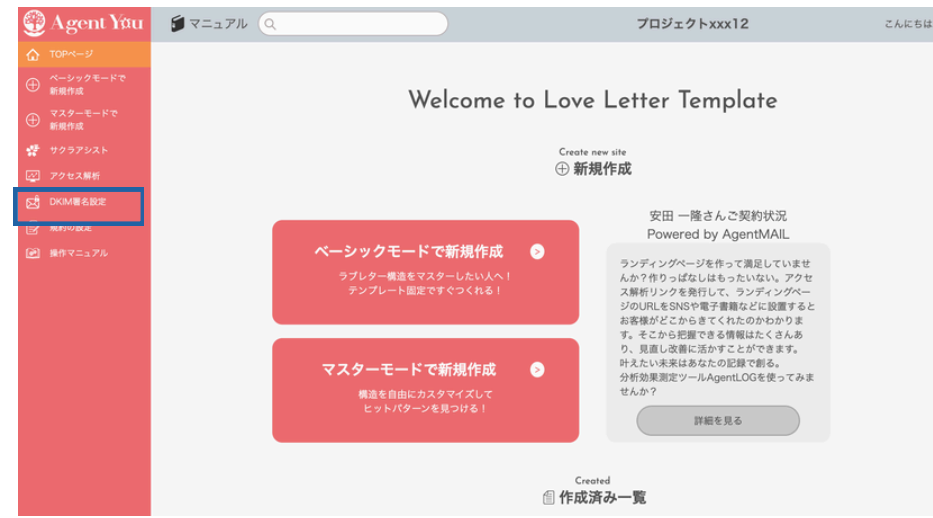 Agent Yau
マニュアル
プロジェクトxxx12
こんにちは
TOPページ
ベーシックモードで
新規作成
マスターモードで
新規作成
サクラアシスト
アクセス解析
DKIM署名設定
規約の設定
操作マニュアル
Welcome to Love Letter Template
Create new site
新規作成
ベーシックモードで新規作成
ラブレター構造をマスターしたい人へ!
テンプレート固定ですぐつくれる!
マスターモードで新規作成
構造を自由にカスタマイズして
ヒットパターンを見つける!
安田 一隆さんご契約状況
Powered by AgentMAIL
ランディングページを作って満足していませ
んか?作りっぱなしはもったいない。アクセ
ス解析リンクを発行して、ランディングペー
ジのURLをSNSや電子書籍などに設置すると
お客様がどこからきてくれたのかわかりま
す。そこから把握できる情報はたくさんあ
り、見直し改善に活かすことができます。
叶えたい未来はあなたの記録で創る。
分析効果測定ツールAgentLOGを使ってみま
せんか?
詳細を見る
Created
作成済み一覧